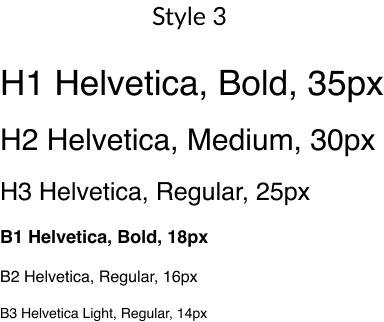 Style 3
H1 Helvetica, Bold, 35px
H2 Helvetica, Medium, 30px
H3 Helvetica, Regular, 25px
B1 Helvetica, Bold, 18px
B2 Helvetica, Regular, 16px
B3 Helvetica Light, Regular, 14px